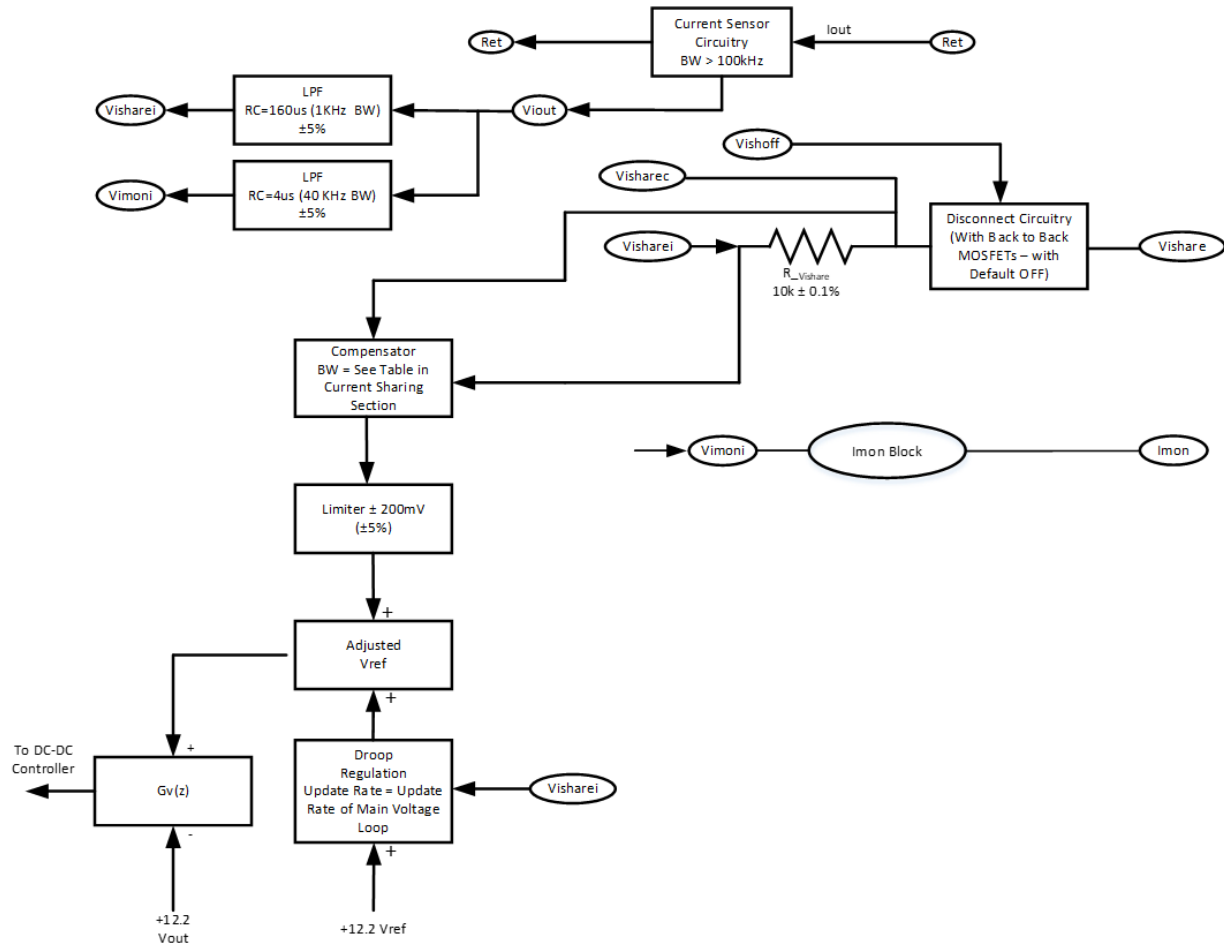 Current Sensor
Circuitry
BW > 100kHz
Ret
Iout
Ret
LPF
RC=160us (1KHz BW)
±5%
Visharei
Viout
LPF
RC=4us (40 KHz BW)
±5%
Vimoni
Vishoff
Visharec
Visharei
R_Vishare
10k ± 0.1%
Disconnect Circuitry
(With Back to Back
MOSFETs – with
Default OFF)
Vishare
Compensator
BW = See Table in
Current Sharing
Section
Vimoni
Imon Block
Imon
Limiter ± 200mV
(±5%)
+
Adjusted
Vref
+
To DC-DC
Controller
+
Gv(z)
-
Droop
Regulation
Update Rate = Update
Rate of Main Voltage
Loop
+
Visharei
+12.2
Vout
+12.2 Vref